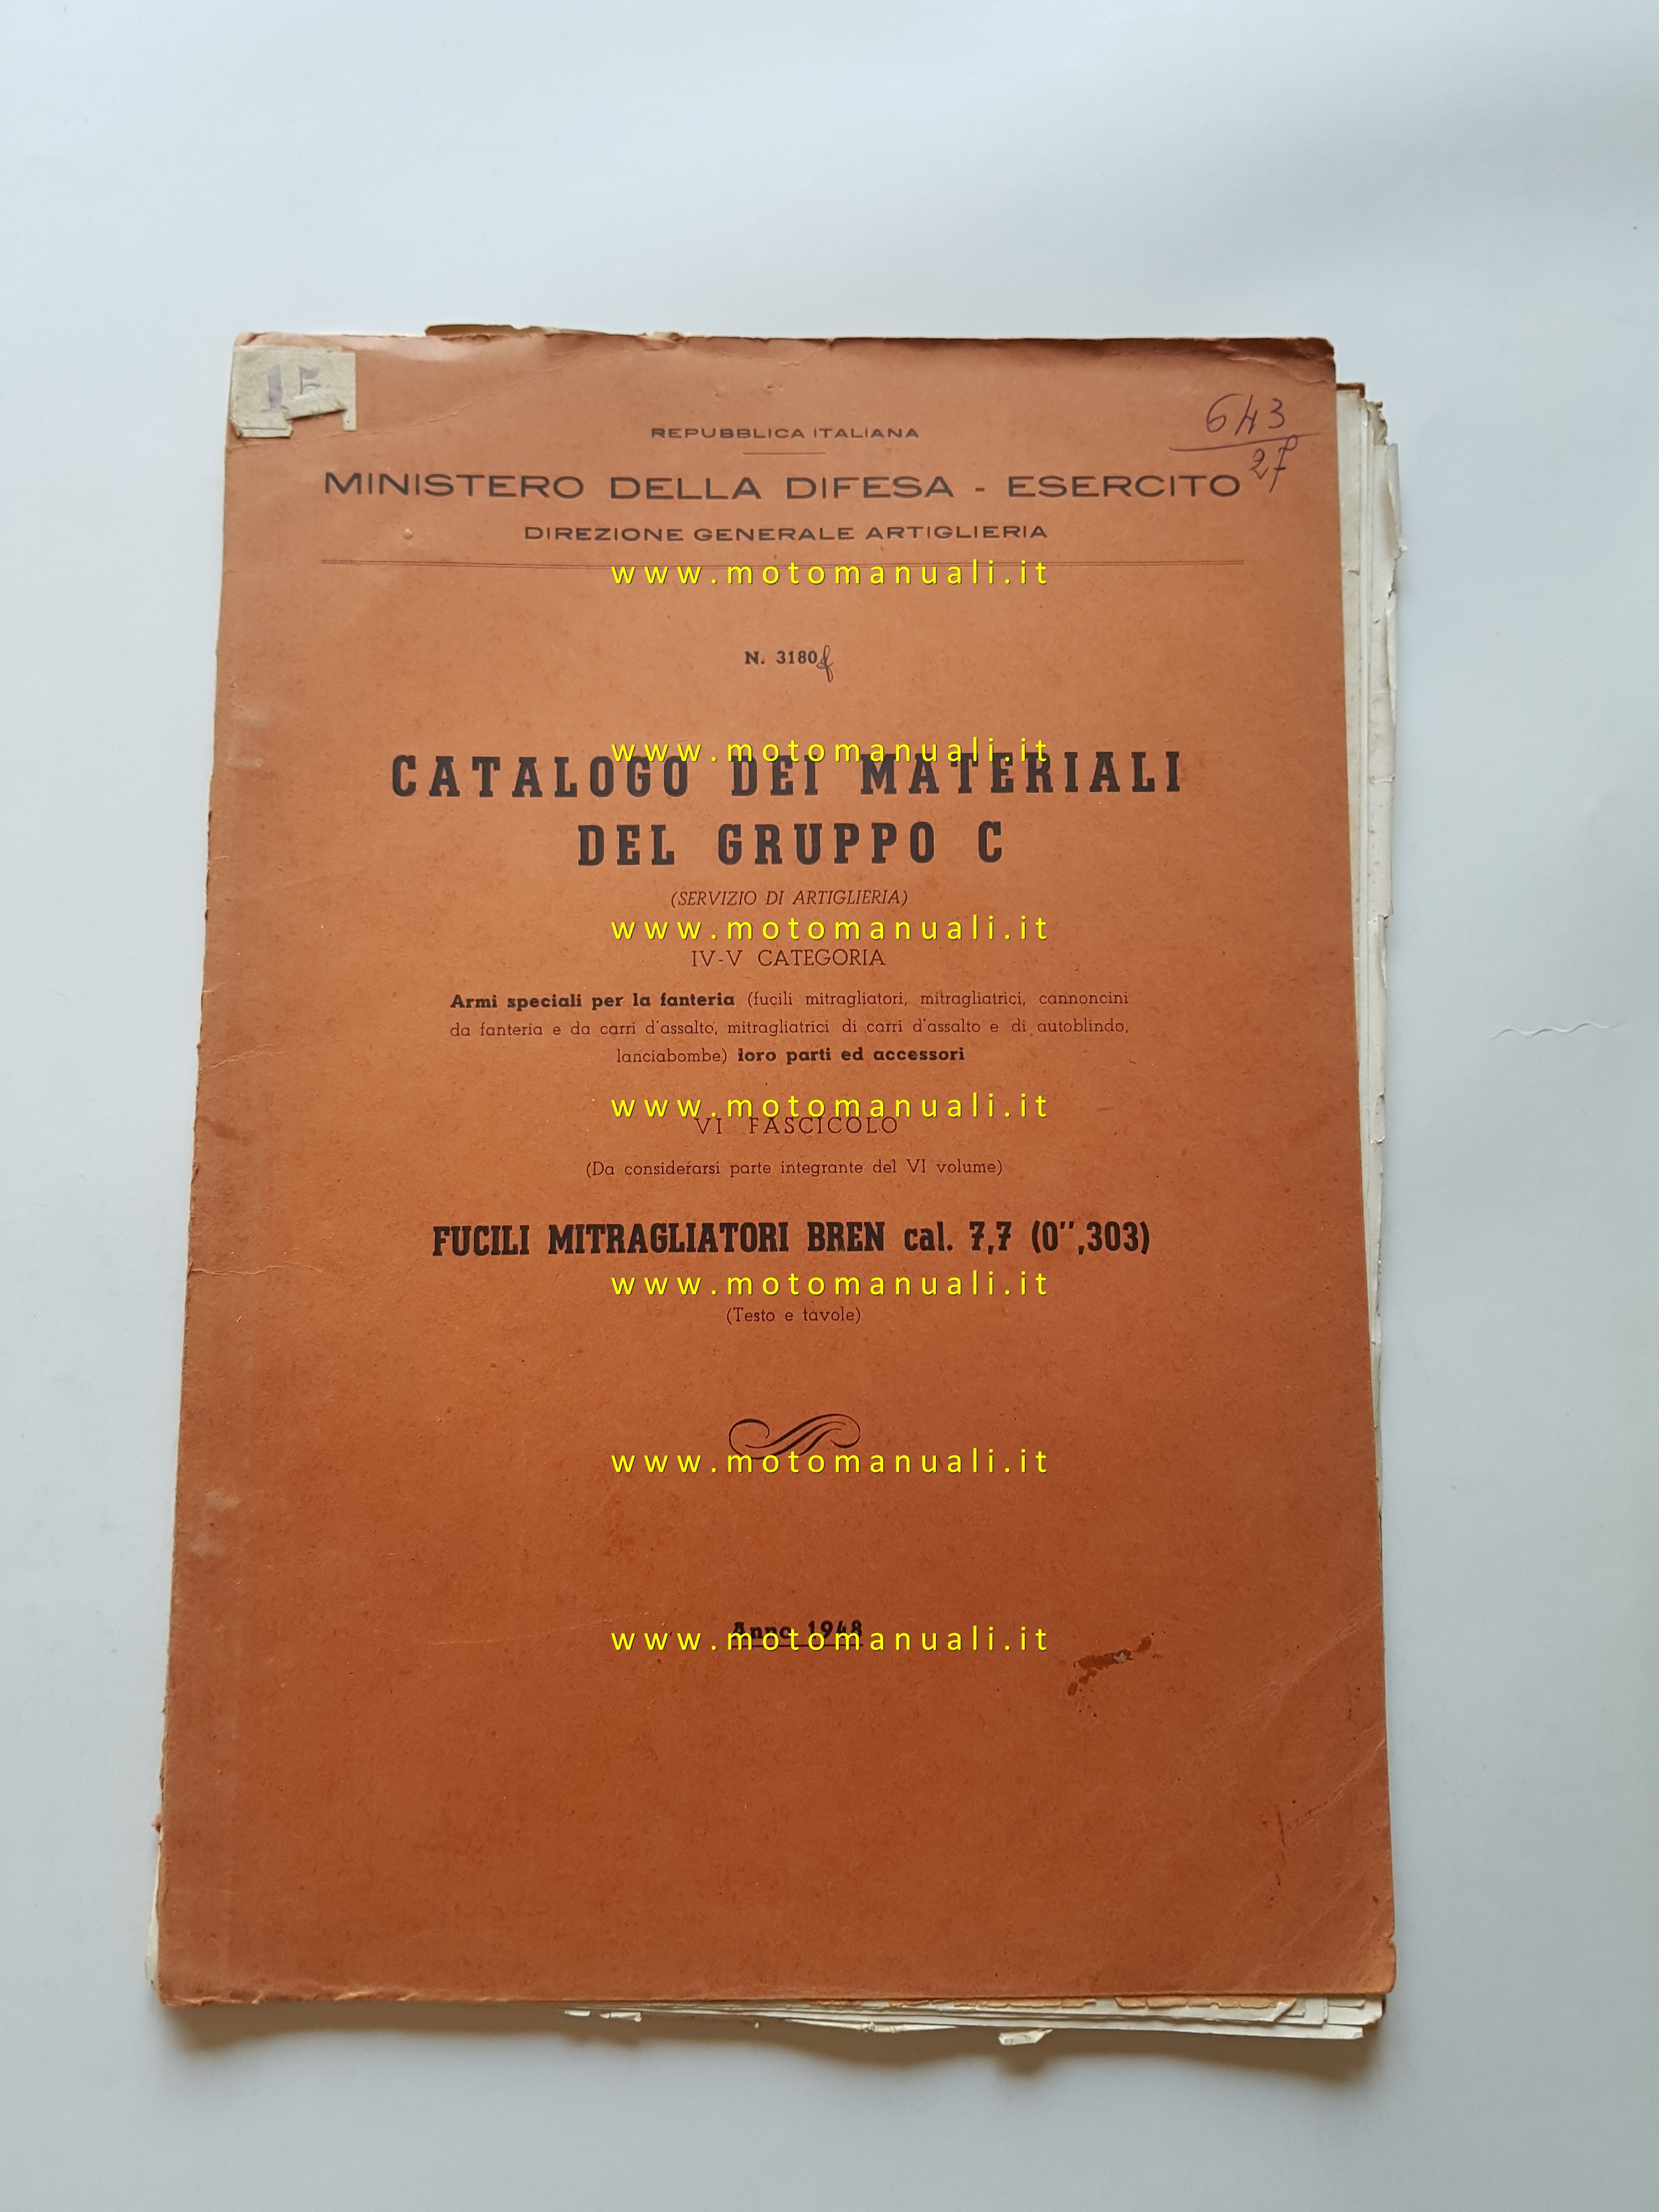 1F
643
27
REPUBBLICA ITALIANA
MINISTERO DELLA DIFESA - ESERCITO
DIREZIONE GENERALE ARTIGLIERIA
www.motomanuali.it
N. 3180
www.motomanuali.it
CATALOGO DEI MATERIALI
DEL GRUPPO C
(SERVIZIO DI ARTIGLIERIA)
www.motomanuali.it
IV-V CATEGORIA
Armi speciali per la fanteria (fucili mitragliatori, mitragliatrici, cannoncini
da fanteria e da carri d'assalto, mitragliatrici di carri d'assalto e di autoblindo,
lanciabombe) loro parti ed accessori
www.motomanuali.it
VI FASCICOLO
(Da considerarsi parte integrante del VI volume)
FUCILI MITRAGLIATORI BREN cal. 7,7 (0",303)
www.motomanuali.it
(Testo e tavole)
www.motomanuali.it
Anno 1948
www.motomanuali.it